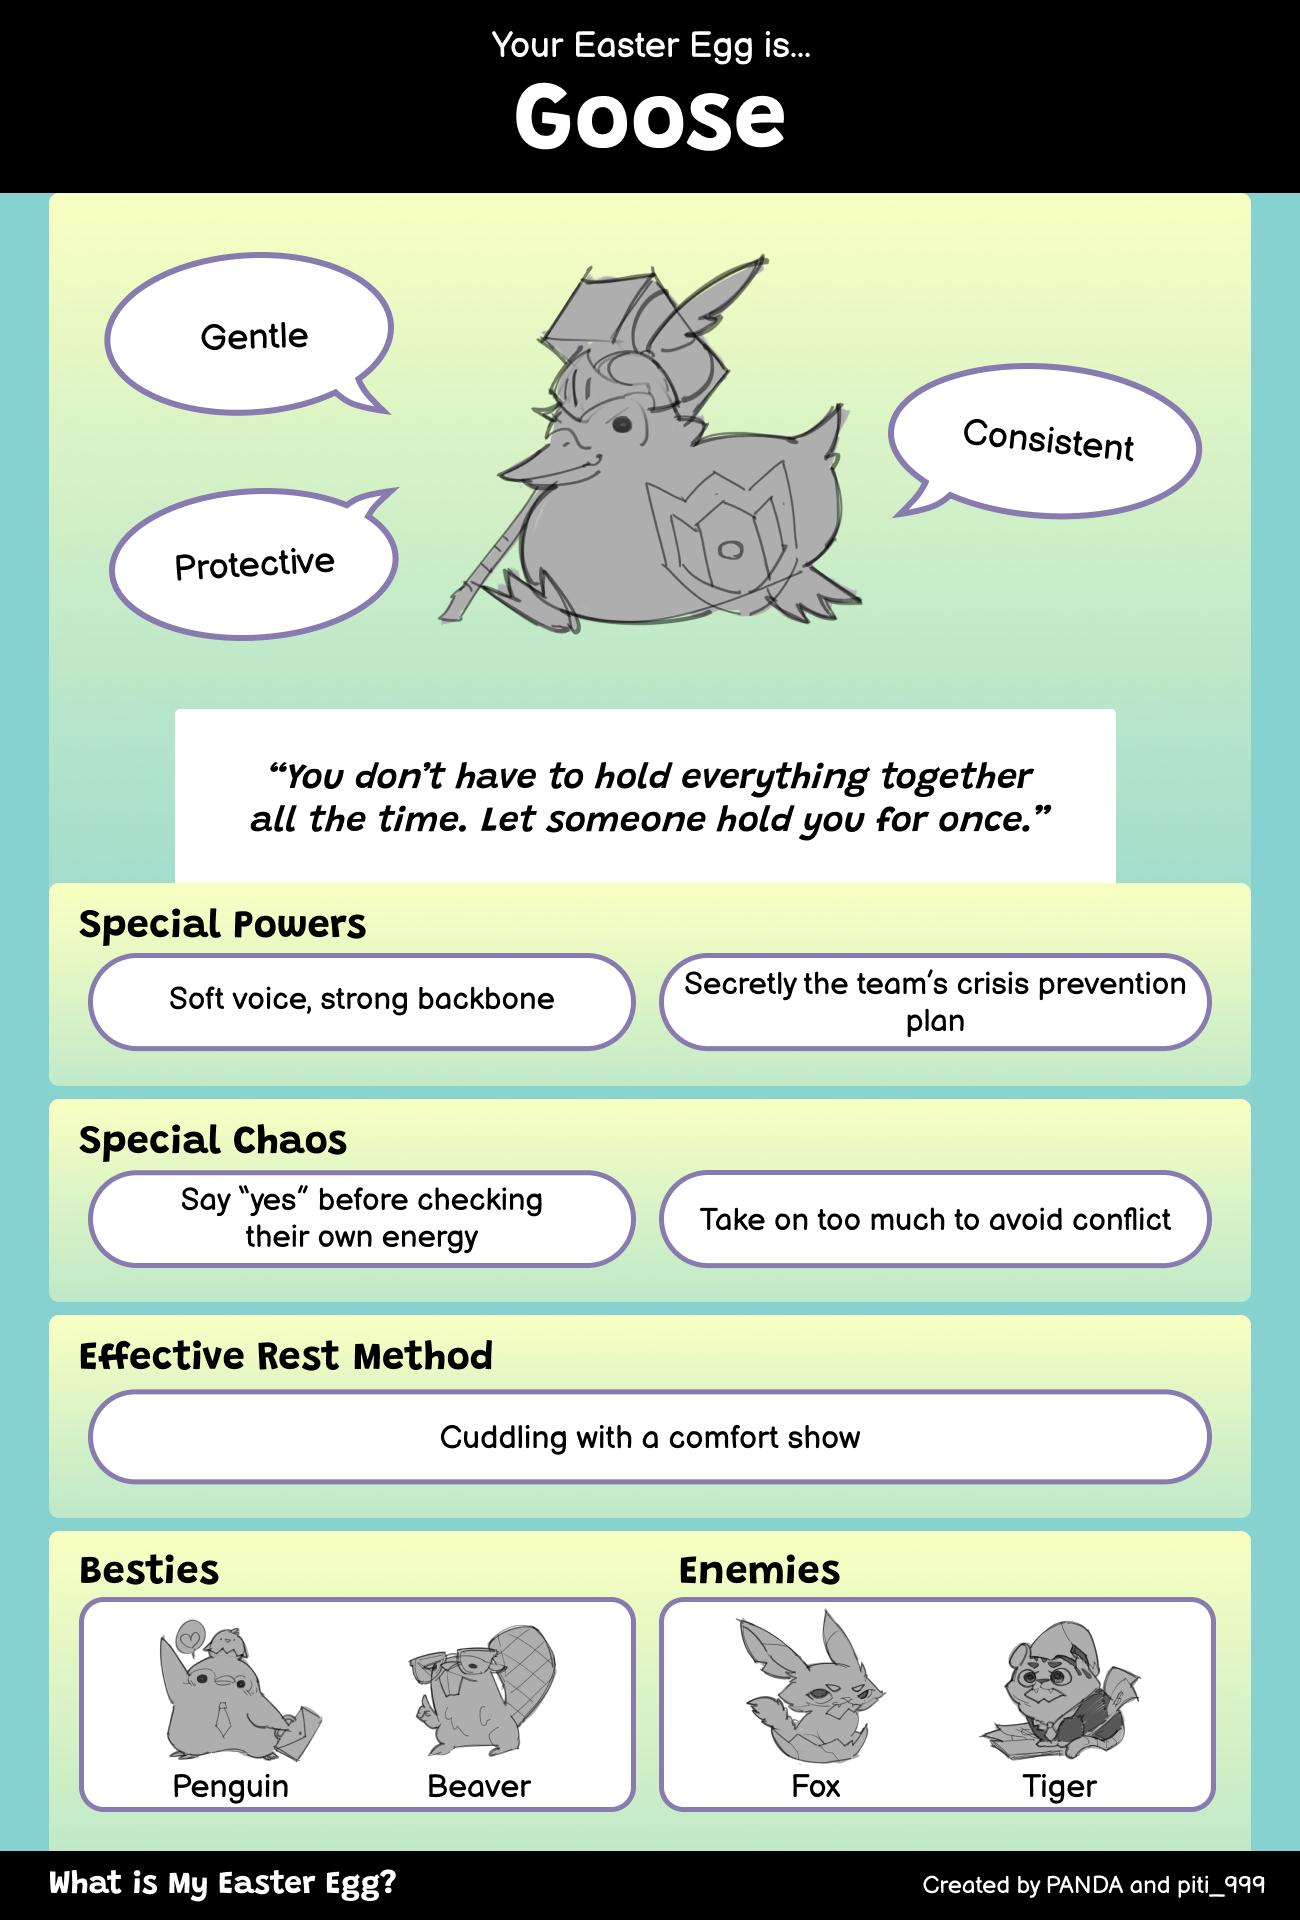 Your Easter Egg is...
Goose
Gentle
Consistent
Protective
“You don’t have to hold everything together
all the time. Let someone hold you for once.”
Special Powers
Soft voice, strong backbone
Secretly the team’s crisis prevention
plan
Special Chaos
Say “yes” before checking
their own energy
Take on too much to avoid conflict
Effective Rest Method
Cuddling with a comfort show
Besties
Penguin
Beaver
Enemies
Fox
Tiger
What is My Easter Egg?
Created by PANDA and piti_999